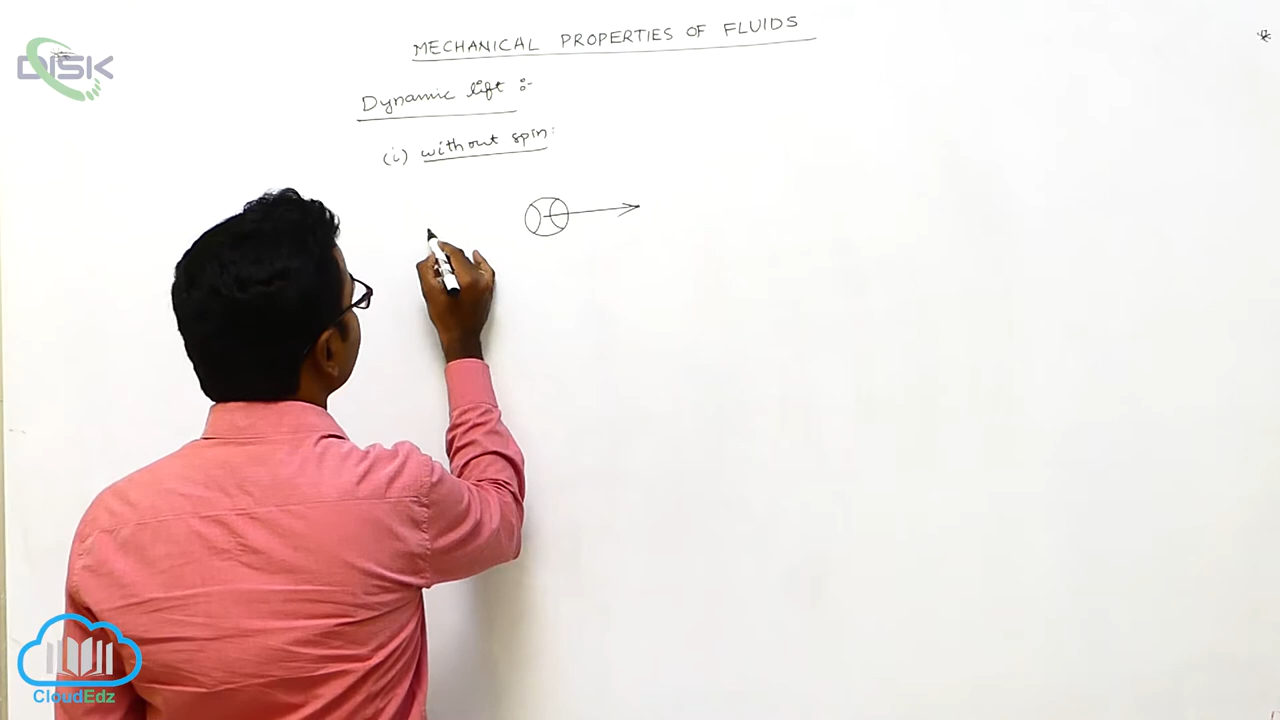 MECHANICAL PROPERTIES OF FLUIDS
DISK
Dynamic lift :-
(i) without spin:
CloudEdz